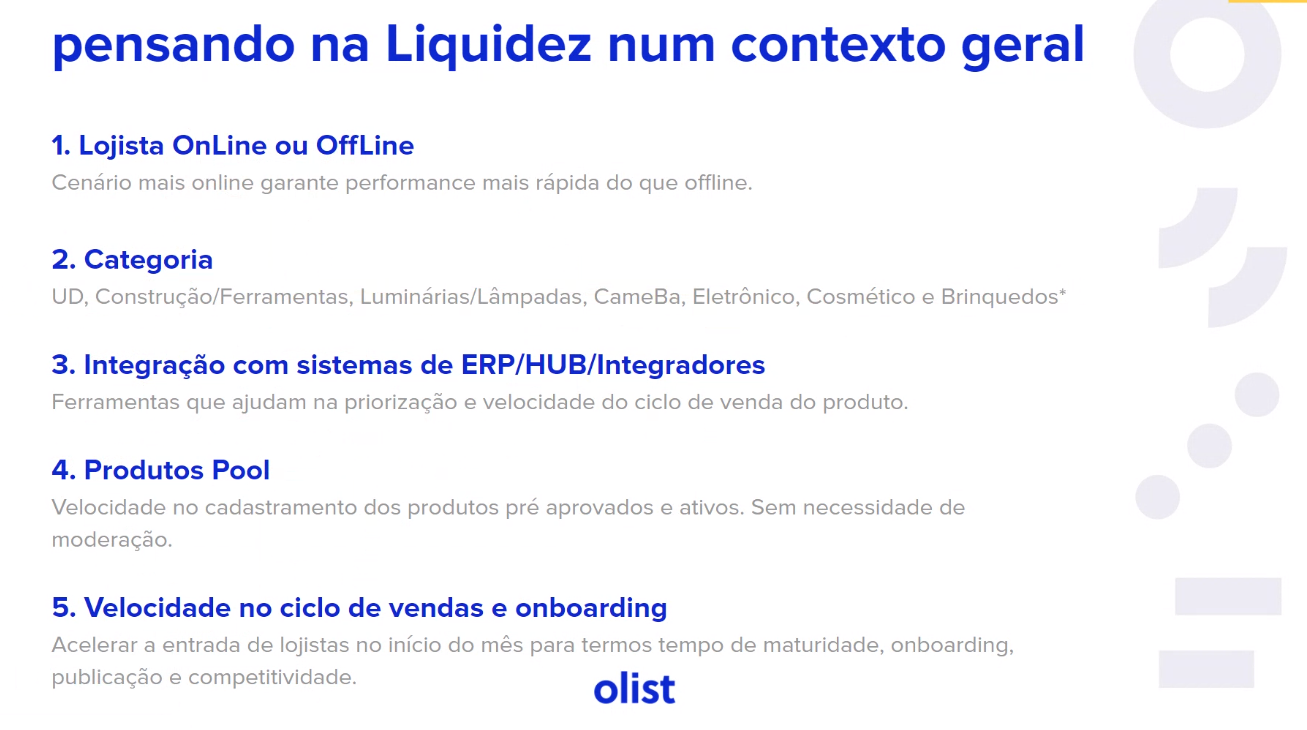 pensando na Liquidez num contexto geral
1. Lojista OnLine ou OffLine
Cenário mais online garante performance mais rápida do que offline.
2. Categoria
UD, Construção/Ferramentas, Luminárias/Lâmpadas, CameBa, Eletrônico, Cosmético e Brinquedos*
3. Integração com sistemas de ERP/HUB/Integradores
Ferramentas que ajudam na priorização e velocidade do ciclo de venda do produto.
4. Produtos Pool
Velocidade no cadastramento dos produtos pré aprovados e ativos. Sem necessidade de
moderação.
5. Velocidade no ciclo de vendas e onboarding
Acelerar a entrada de lojistas no início do mês para termos tempo de maturidade, onboarding,
publicação e competitividade.
olist